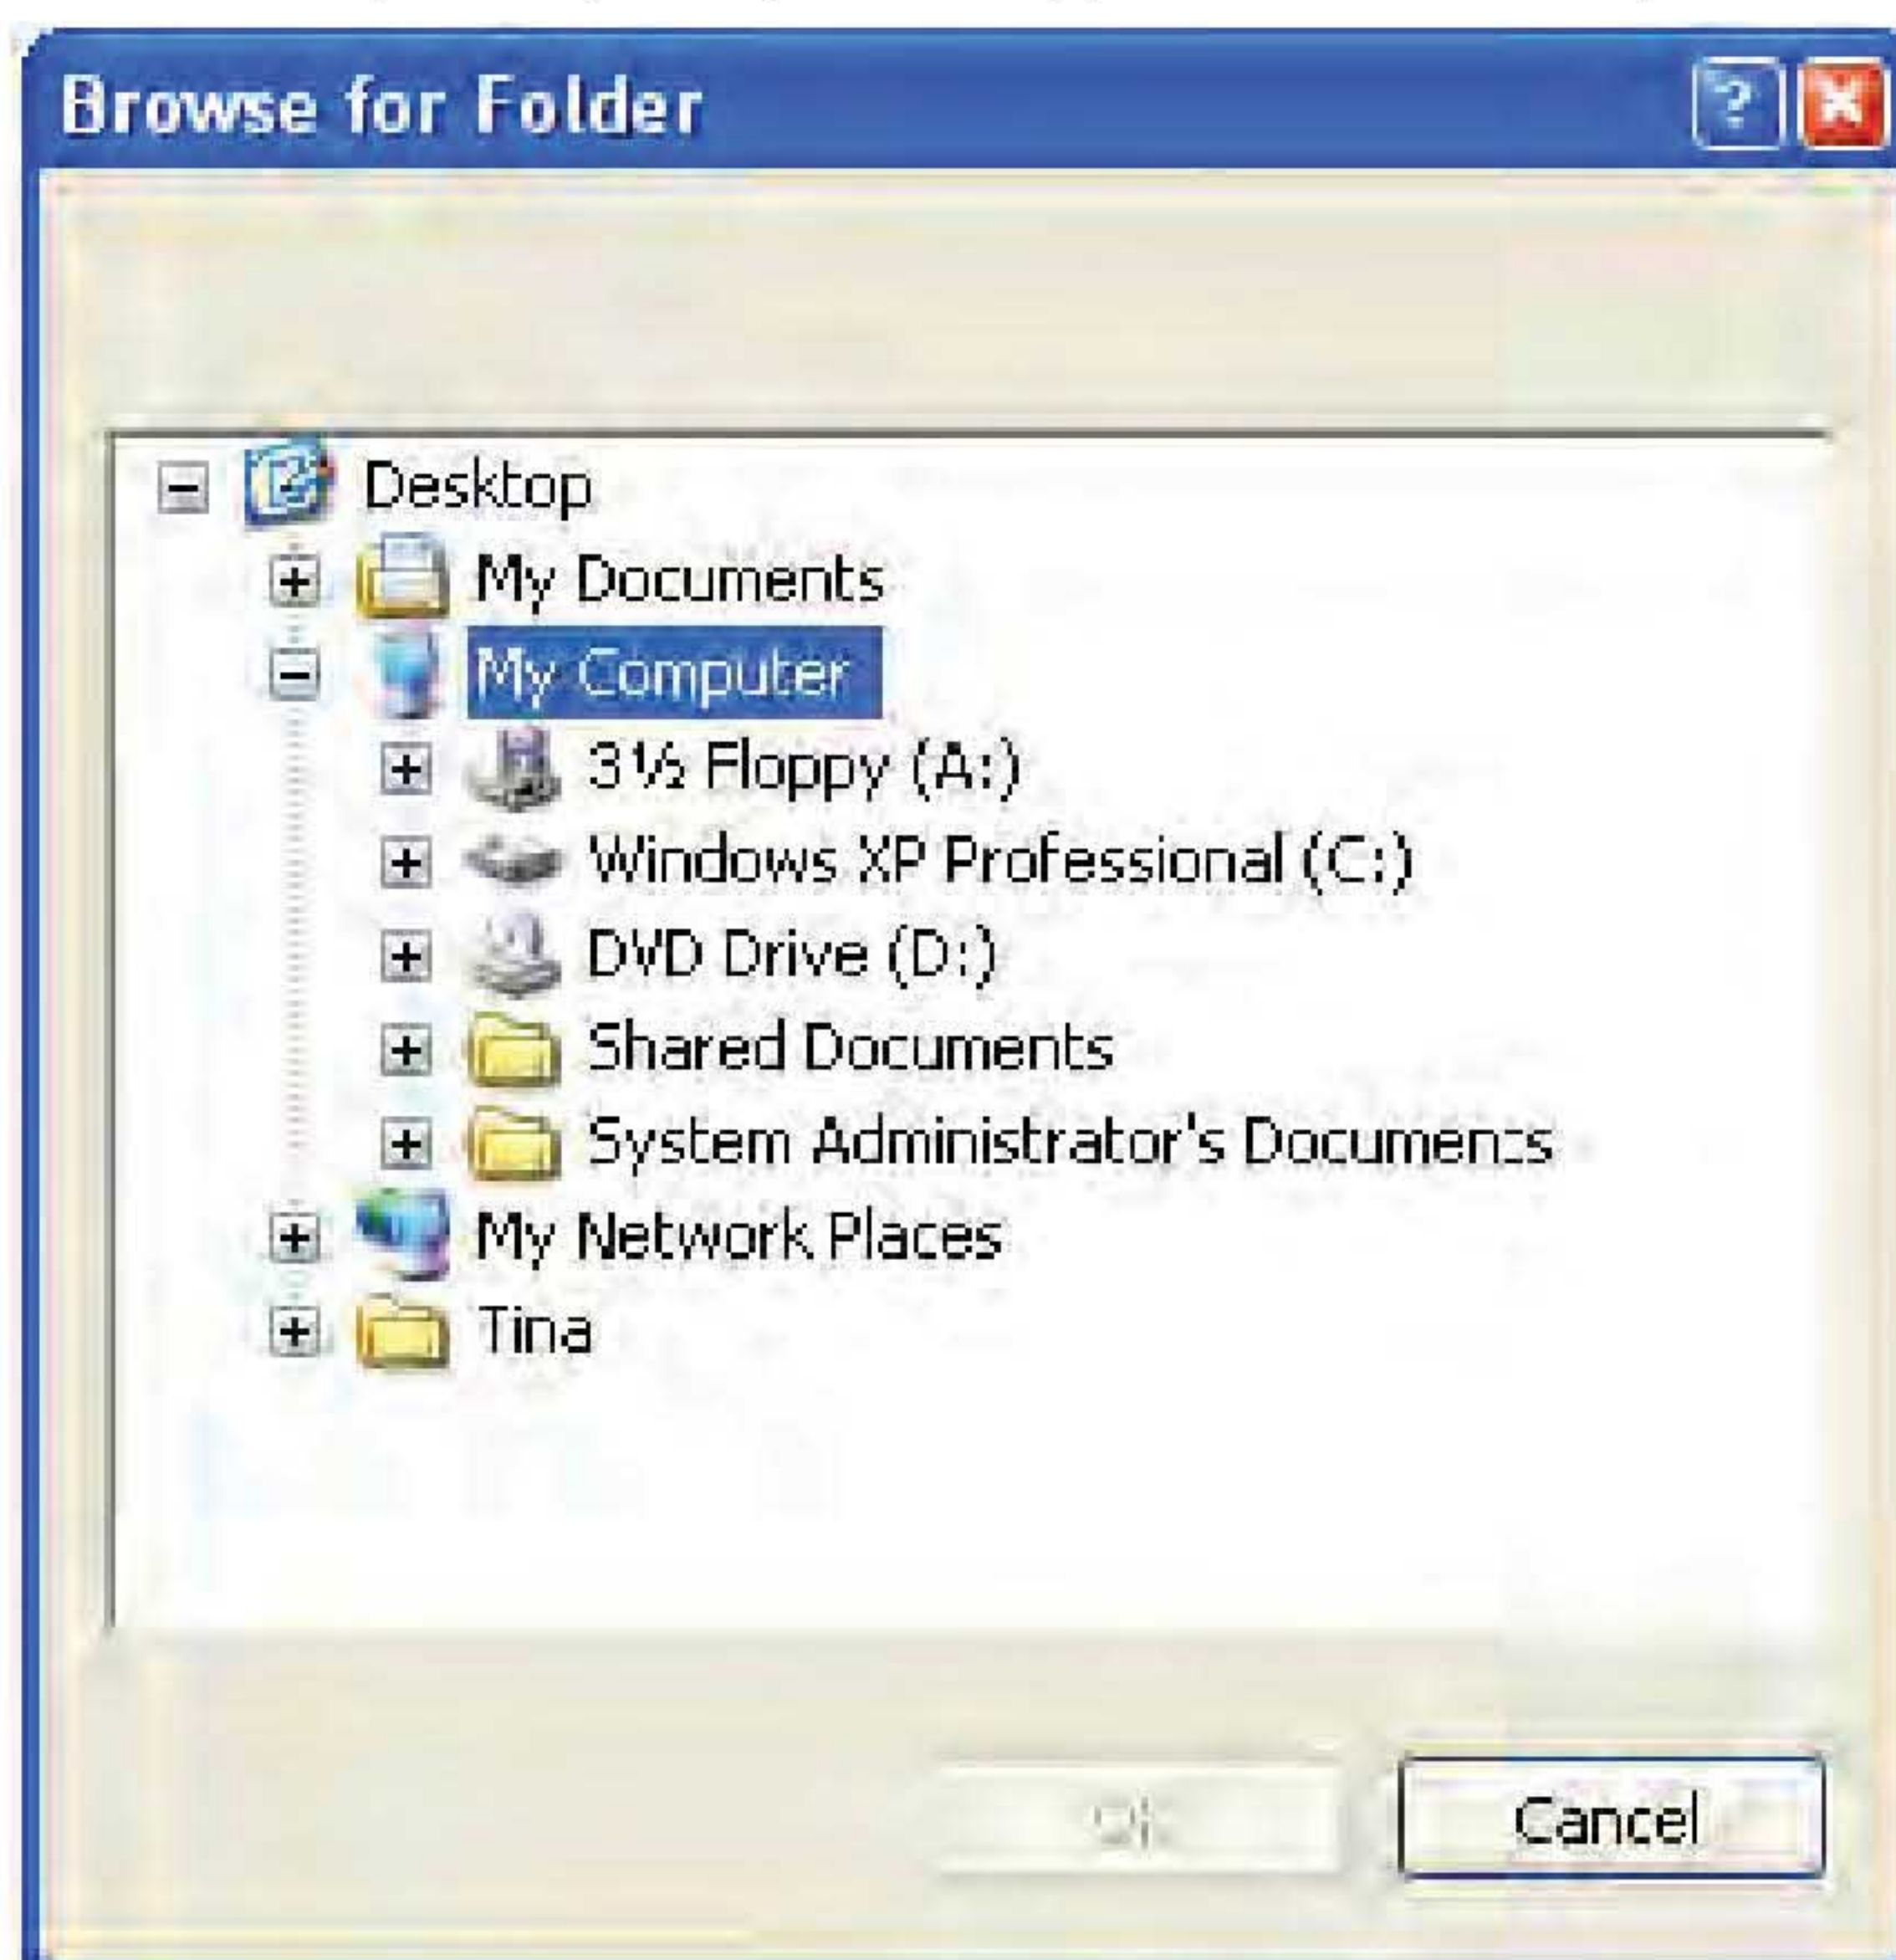 Browse for Folder
Desktop
My Documents
My Computer
3½ Floppy (A:)
Windows XP Professional (C:)
DVD Drive (D:)
Shared Documents
System Administrator's Documents
My Network Places
Tina
OK Cancel